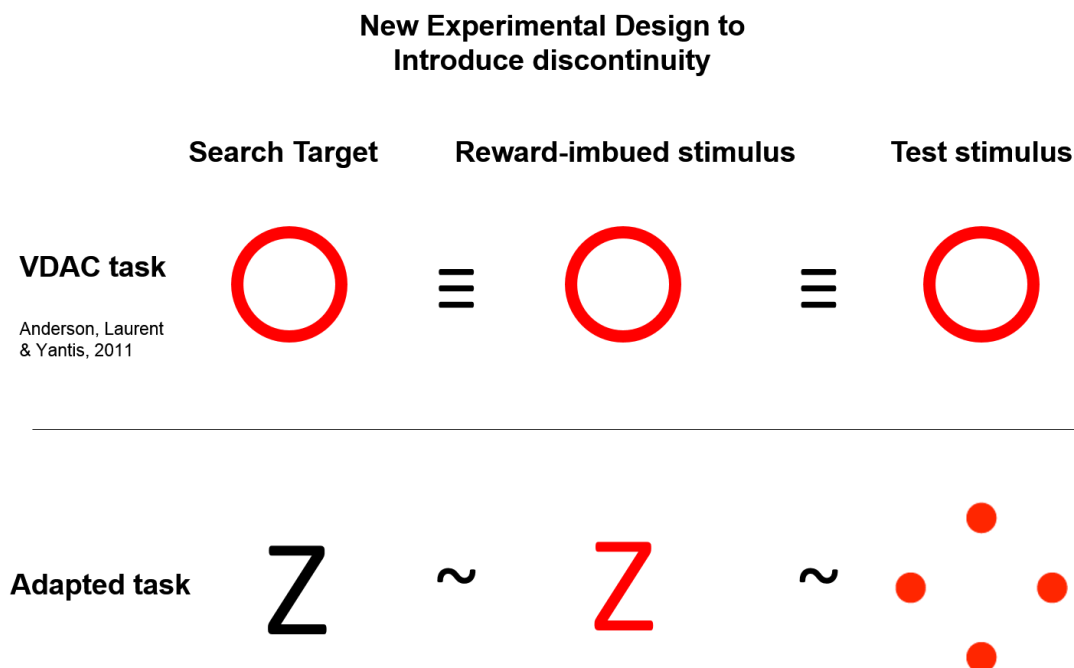 New Experimental Design to
Introduce discontinuity
Search Target Reward-imbued stimulus Test stimulus
VDAC task
≡ ≡
Anderson, Laurent
& Yantis, 2011
Adapted task Z ~ Z ~